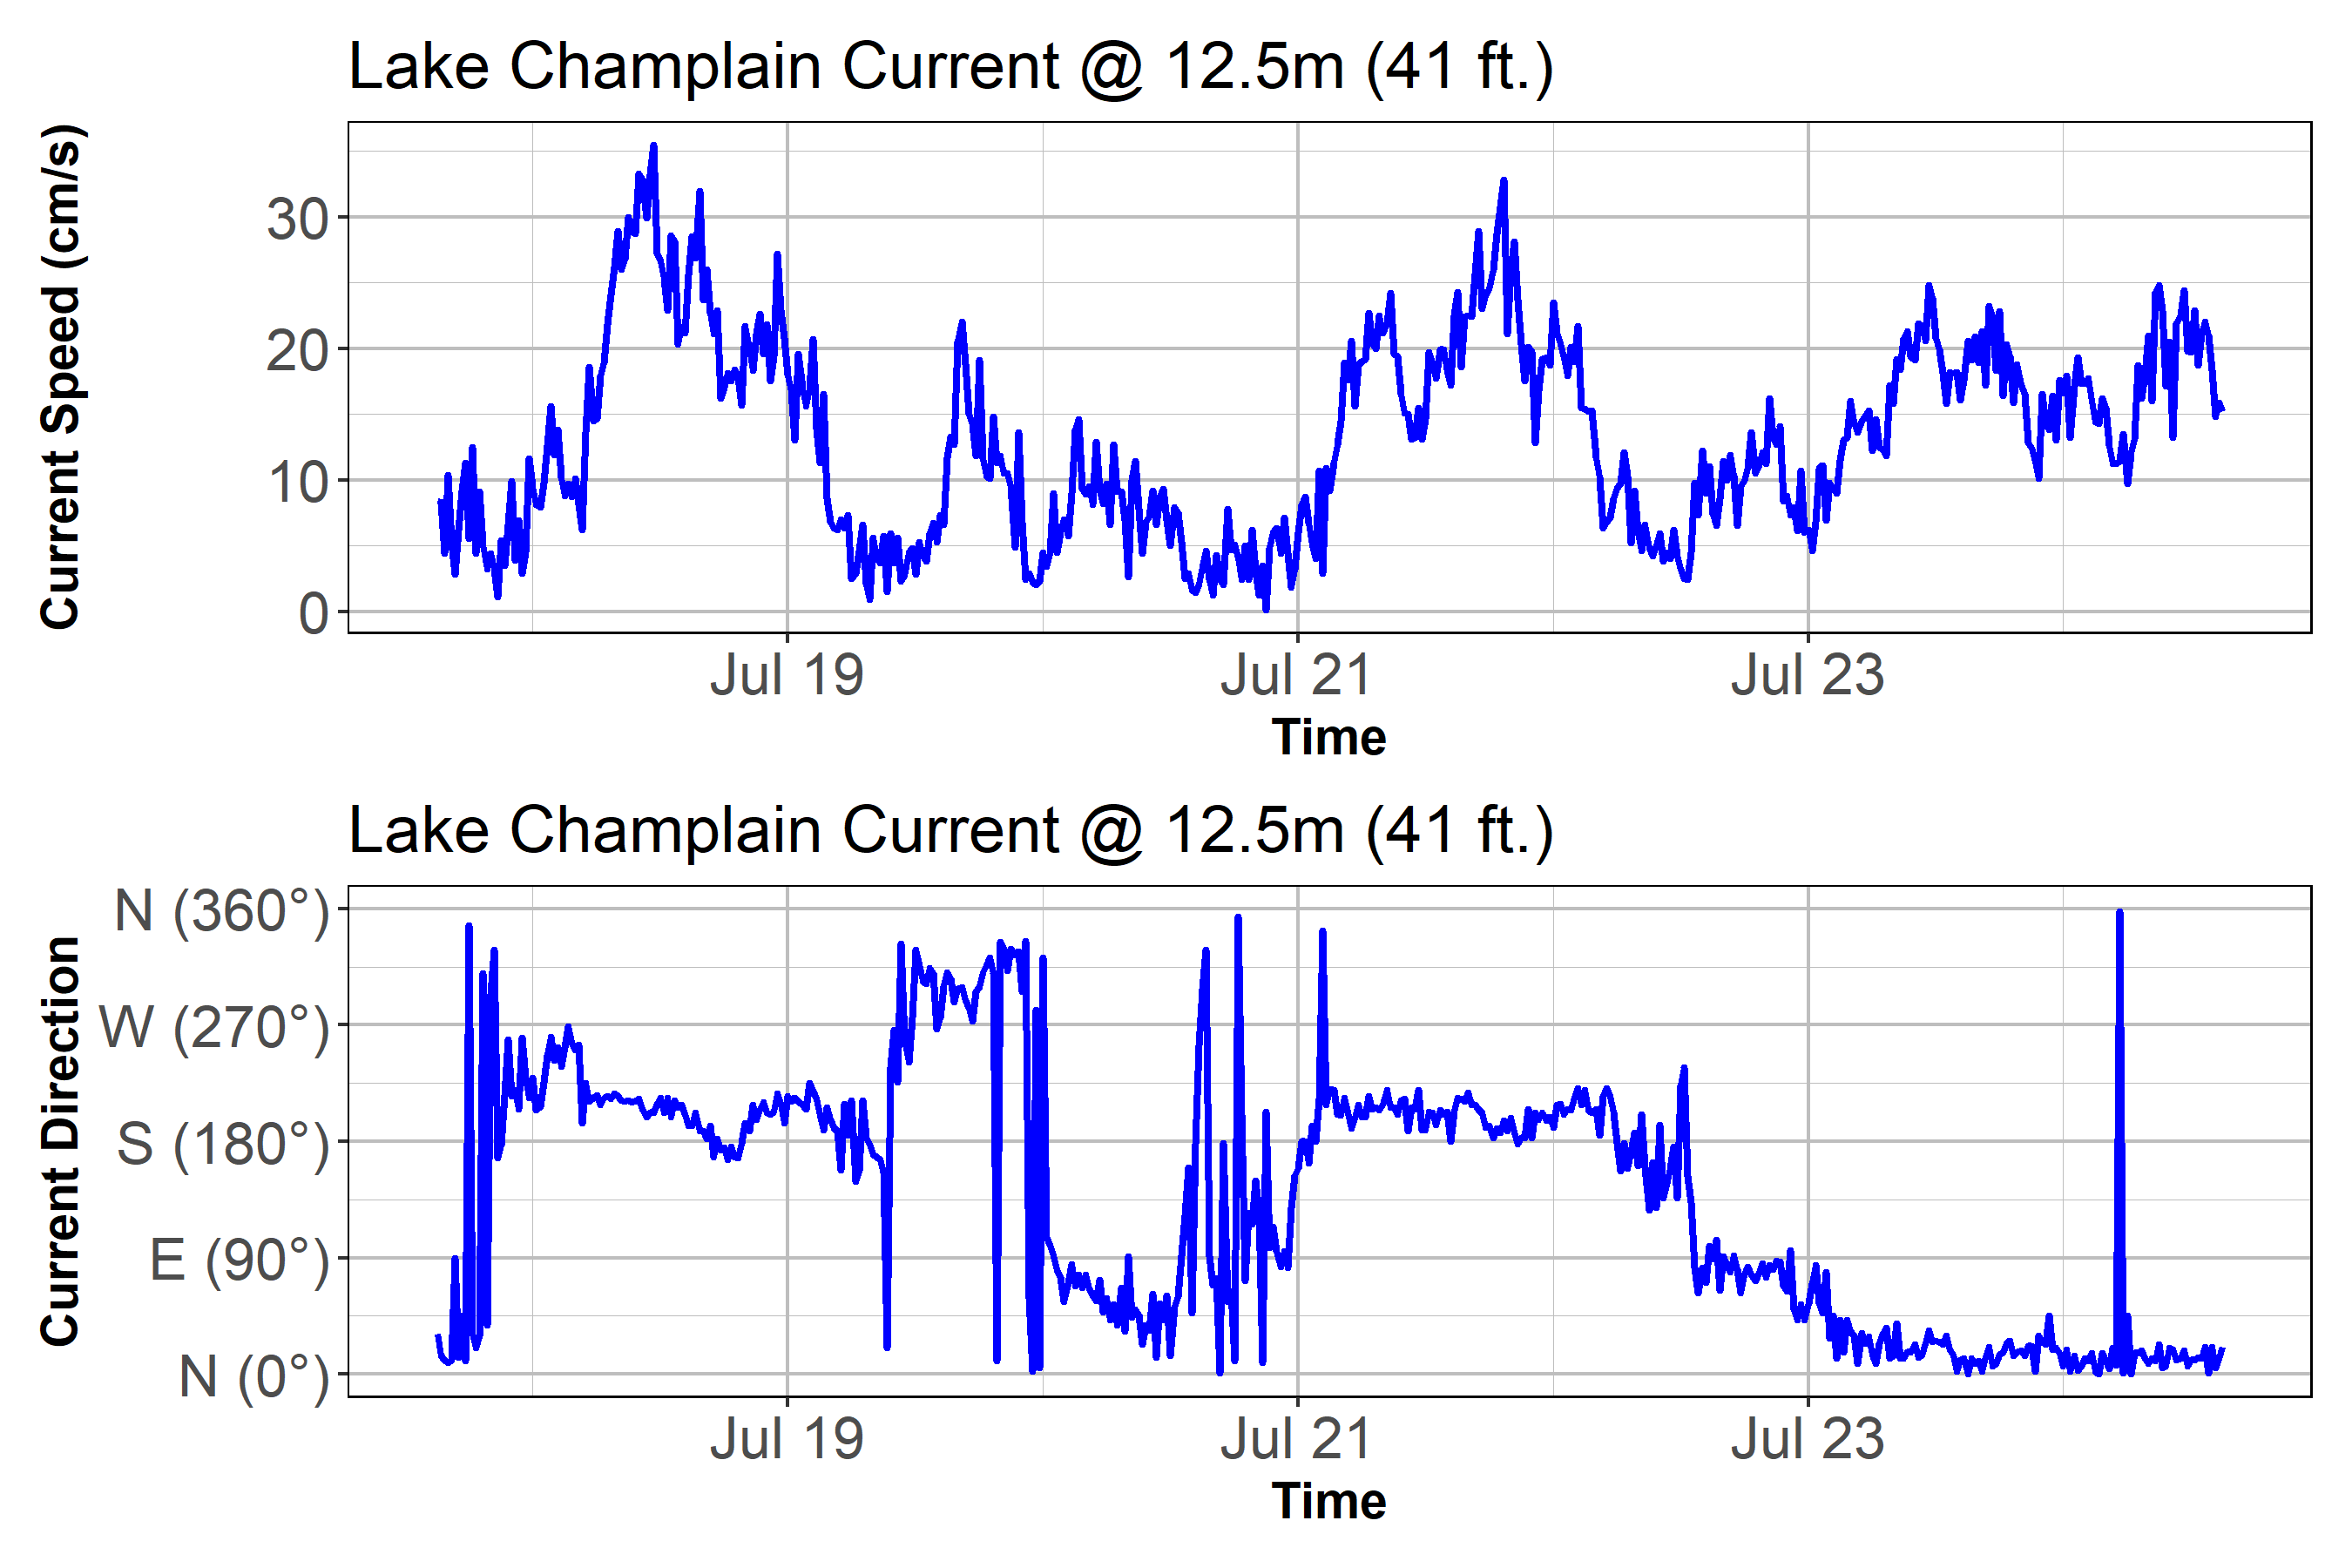 Lake Champlain Current @ 12.5m (41 ft.)
Current Speed (cm/s)
30
20
10
0
Jul 19 Jul 21 Jul 23
Time
Lake Champlain Current @ 12.5m (41 ft.)
Current Direction
N (360°)
W (270°)
S (180°)
E (90°)
N (0°)
Jul 19 Jul 21 Jul 23
Time